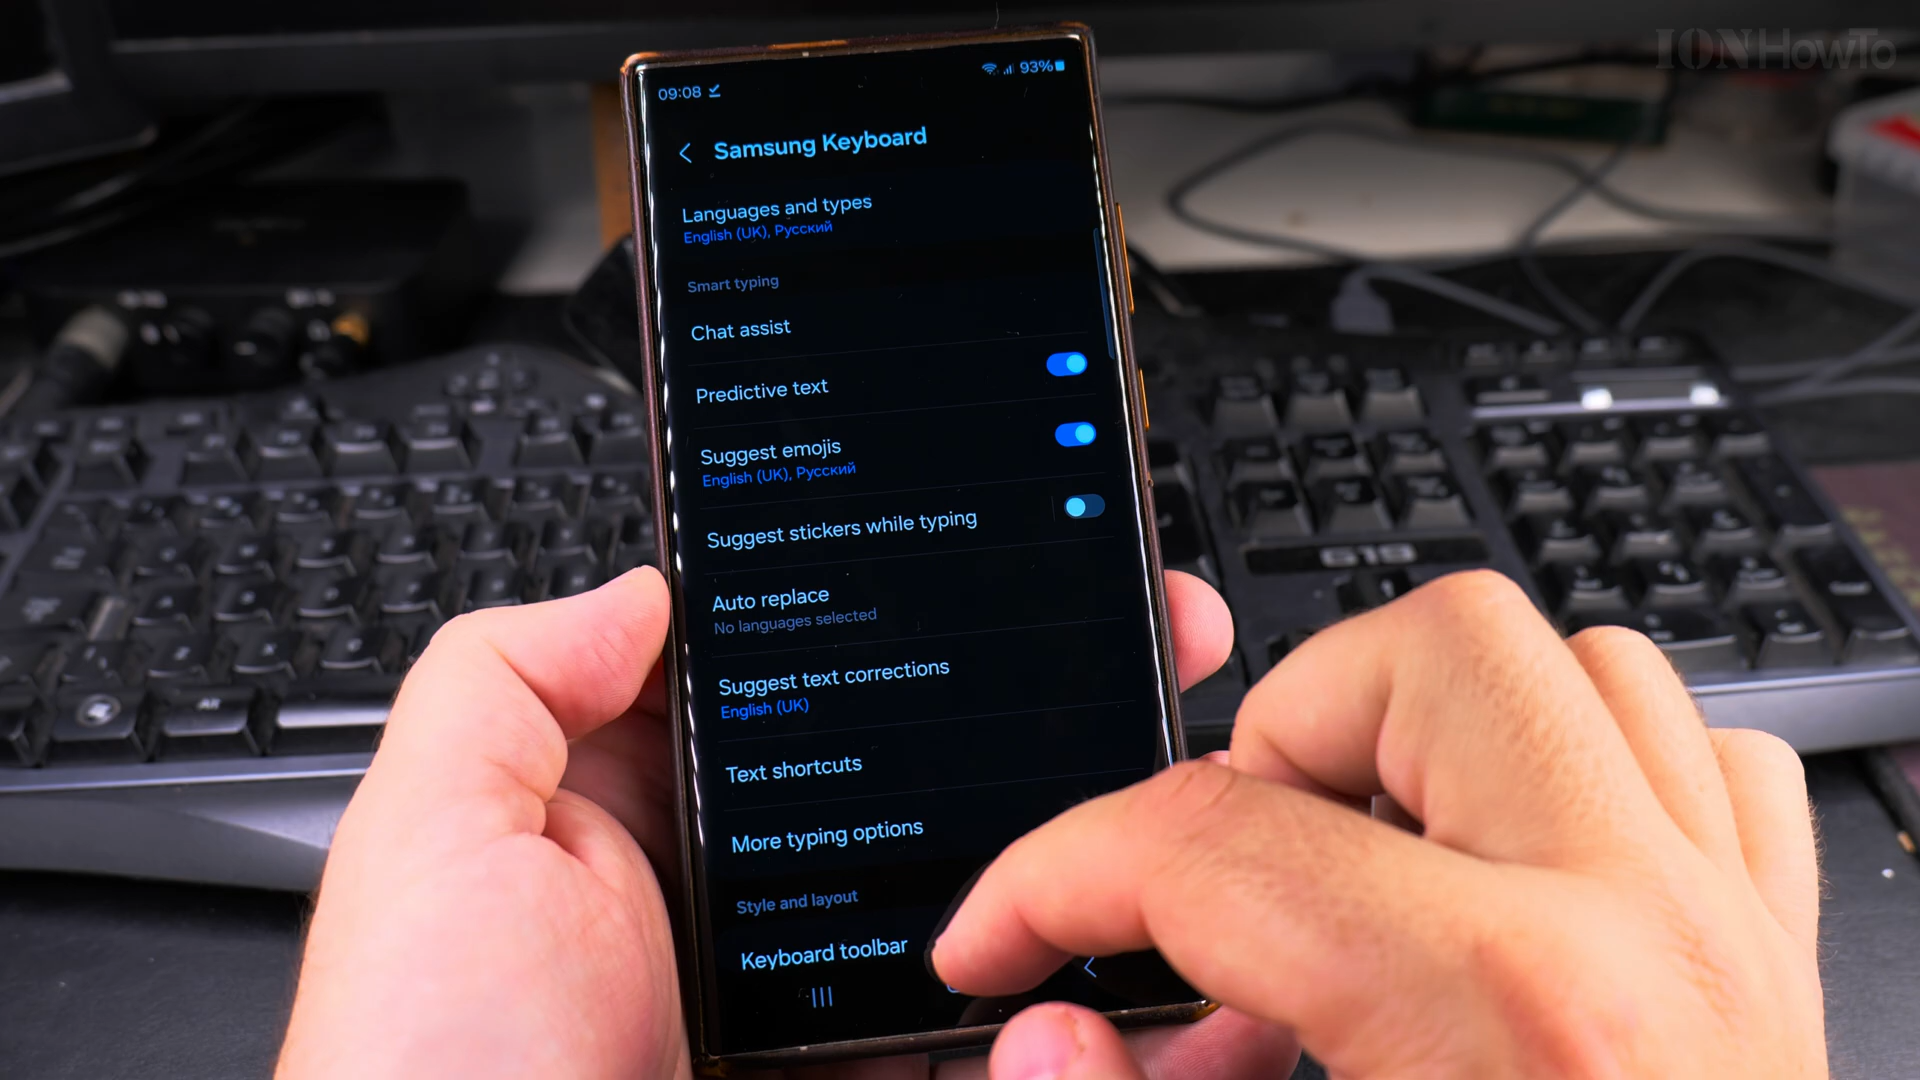 IONHowTo
09:08
93%
Samsung Keyboard
Languages and types
English (UK), Русский
Smart typing
Chat assist
Predictive text
Suggest emojis
English (UK), Русский
Suggest stickers while typing
Auto replace
No languages selected
Suggest text corrections
English (UK)
Text shortcuts
More typing options
Style and layout
Keyboard toolbar
G19
Alt